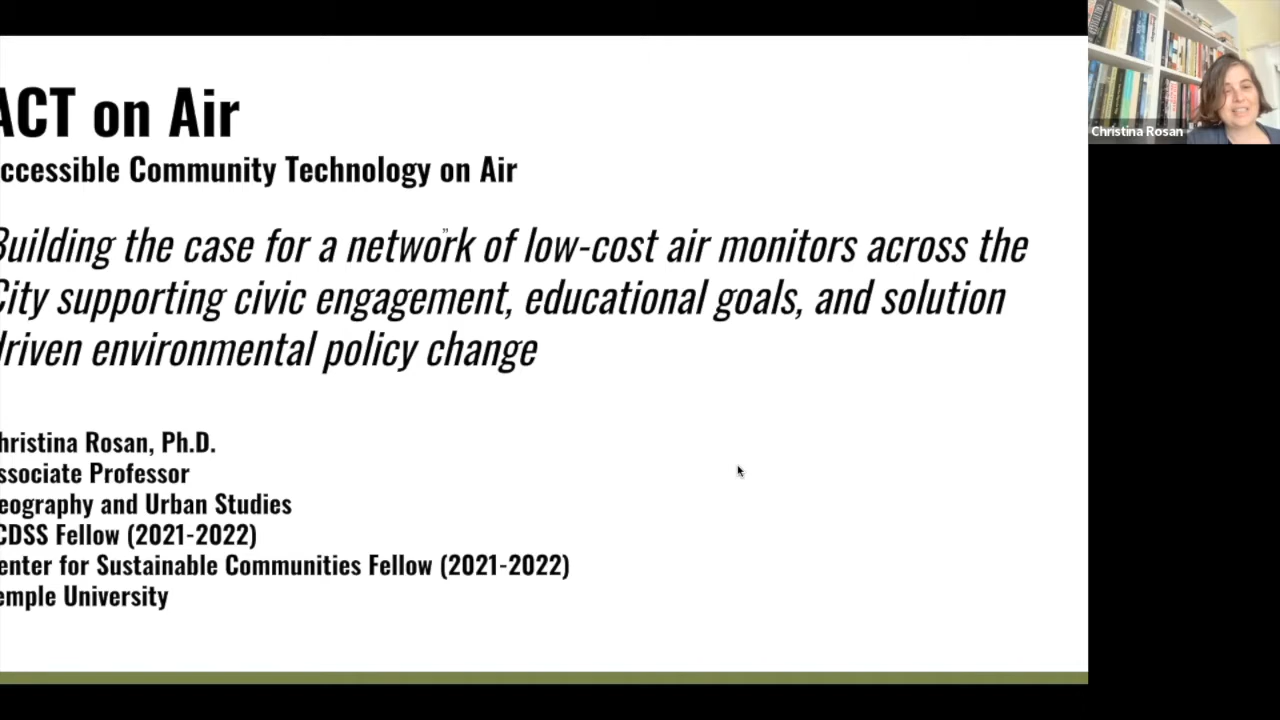 ACT on Air
ccessible Community Technology on Air
Building the case for a network of low-cost air monitors across the
City supporting civic engagement, educational goals, and solution
driven environmental policy change
hristina Rosan, Ph.D.
ssociate Professor
eography and Urban Studies
CDSS Fellow (2021-2022)
enter for Sustainable Communities Fellow (2021-2022)
emple University
Christina Rosan